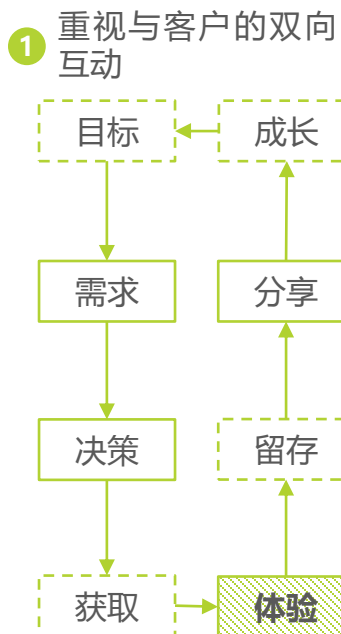 1
重视与客户的双向
互动
目标
成长
需求
分享
决策
留存
获取
体验